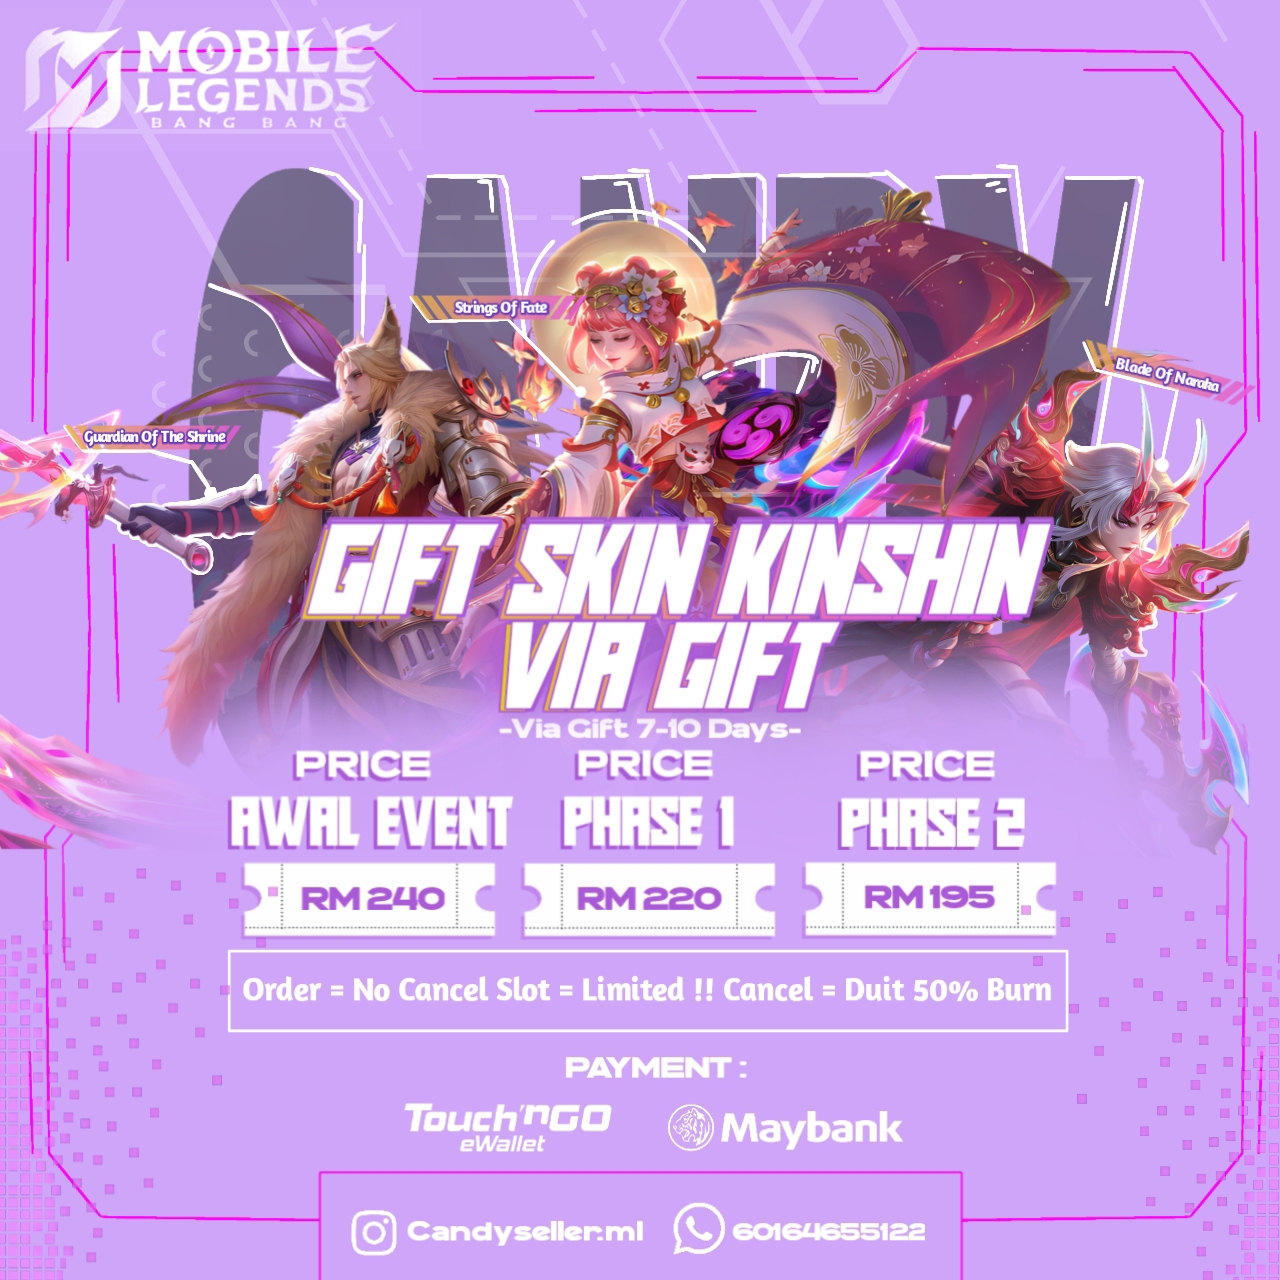 MOBILE
LEGENDS
BANG BANG
CANDY
Strings Of Fate
Blade Of Naraka
Guardian Of The Shrine
GIFT SKIN KINSHIN
VIA GIFT
-Via Gift 7-10 Days-
PRICE
AWAL EVENT
RM 240
PRICE
PHASE 1
RM 220
PRICE
PHASE 2
RM 195
Order = No Cancel Slot = Limited !! Cancel = Duit 50% Burn
PAYMENT :
Touch'nGO
eWallet
Maybank
Candyseller.ml
60164655122